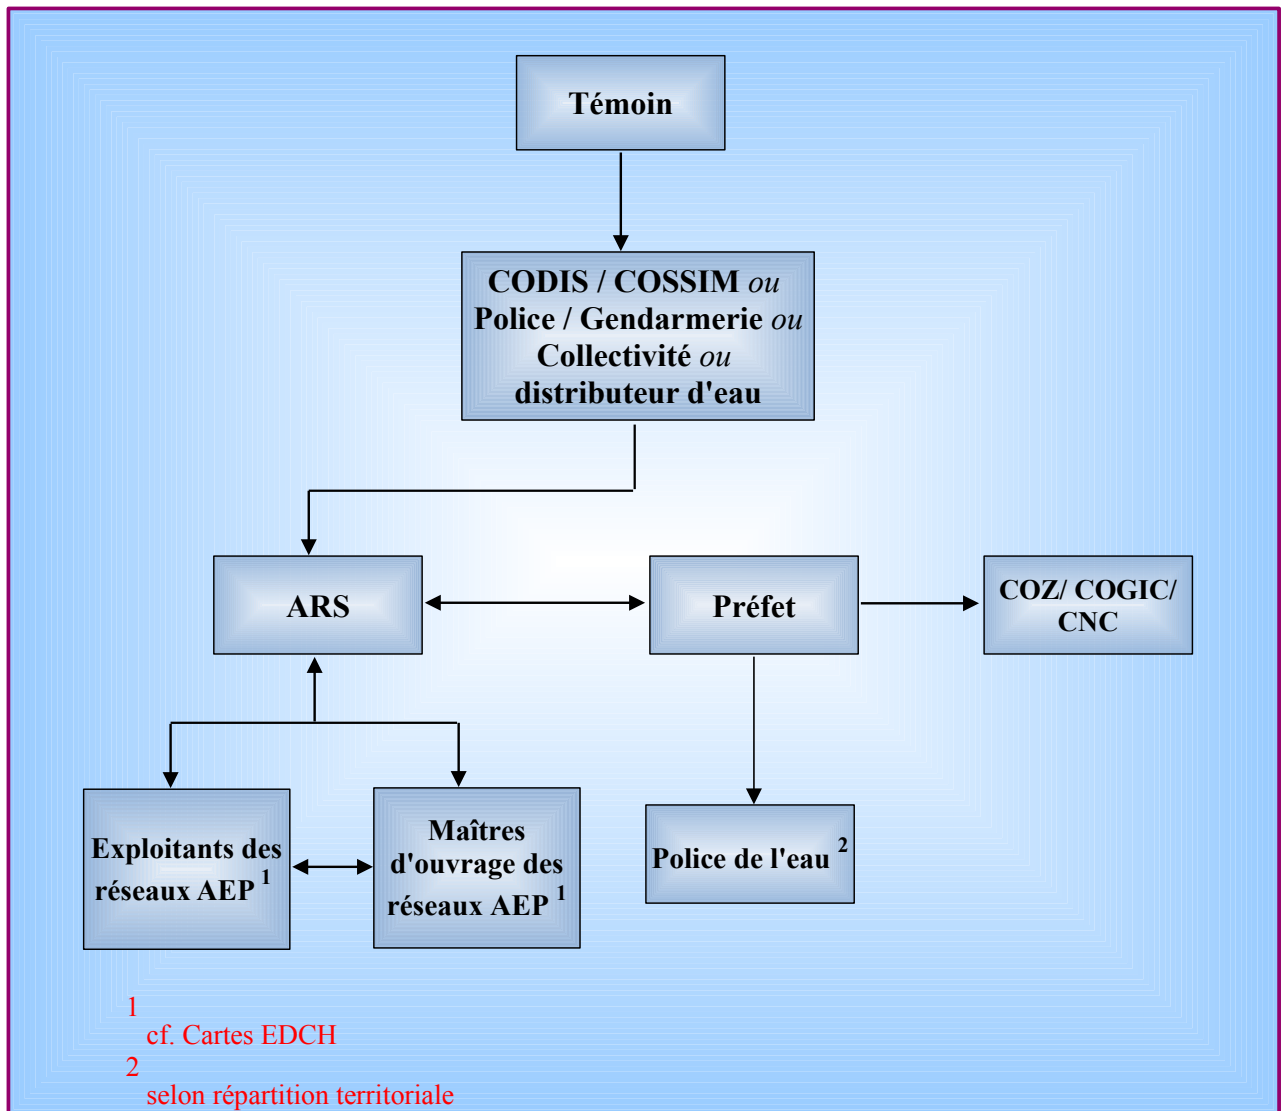 Témoin
CODIS / COSSIM ou
Police / Gendarmerie ou
Collectivité ou
distributeur d'eau
ARS
Préfet
COZ/ COGIC/
CNC
Exploitants des
réseaux AEP 1
Maîtres
d'ouvrage des
réseaux AEP 1
Police de l'eau 2
1
cf. Cartes EDCH
2
selon répartition territoriale